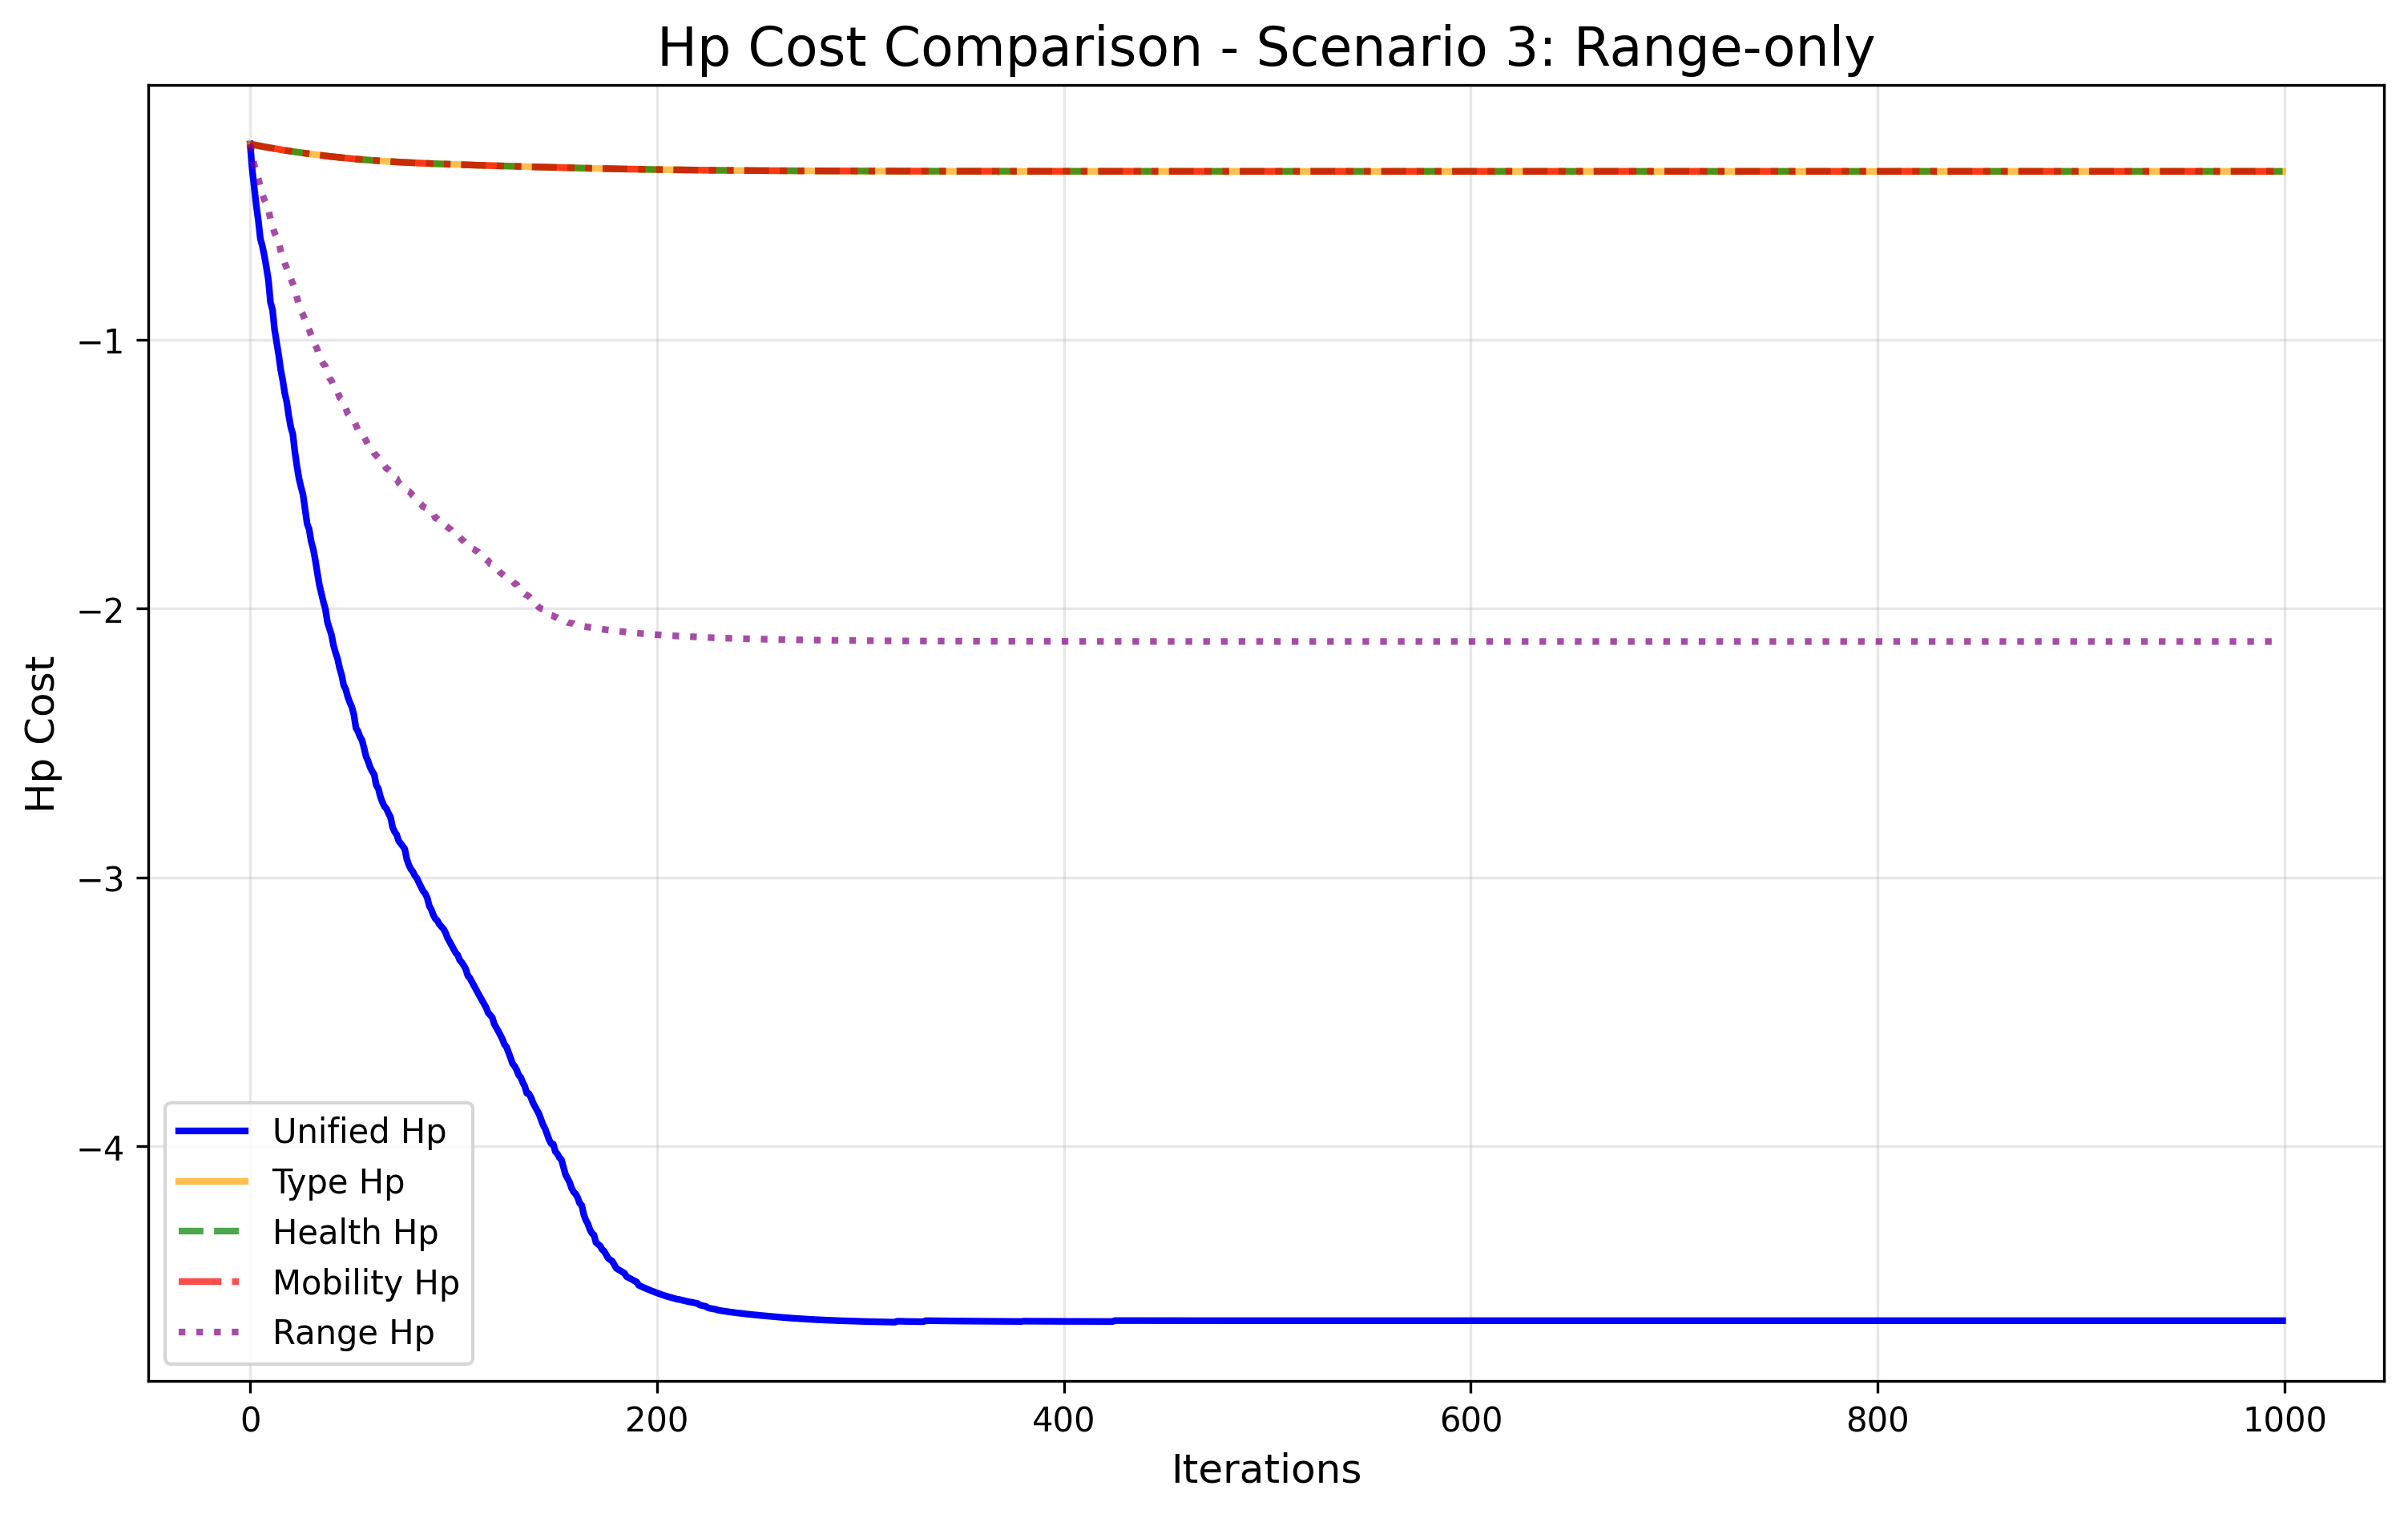 Hp Cost Comparison - Scenario 3: Range-only
Hp Cost
−1
−2
−3
−4
Unified Hp
Type Hp
Health Hp
Mobility Hp
Range Hp
0 200 400 600 800 1000
Iterations